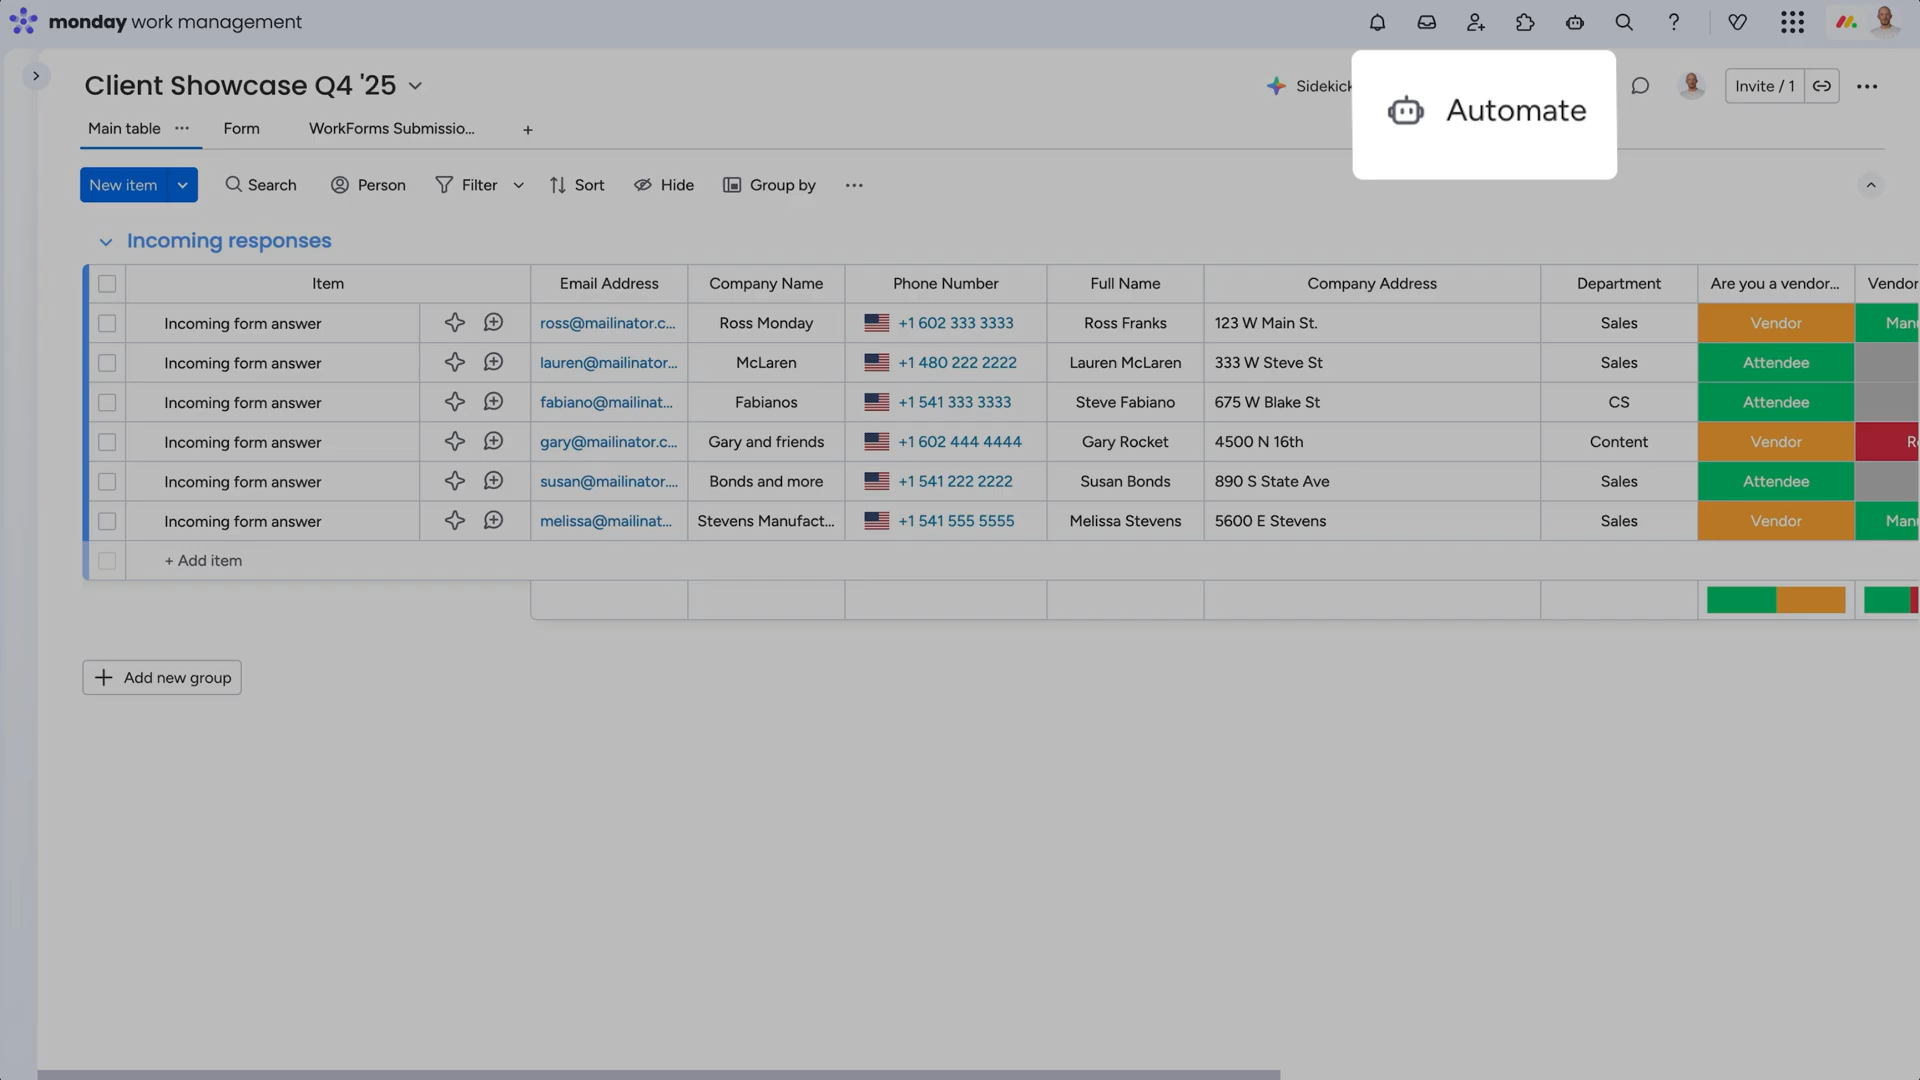 monday work management
Client Showcase Q4 '25
Sidekick
Automate
Invite / 1
Main table
Form
WorkForms Submissio...
New item
Search
Person
Filter
Sort
Hide
Group by
Incoming responses
Item Email Address Company Name Phone Number Full Name Company Address Department Are you a vendor... Vendor
Incoming form answer ross@mailinator.c... Ross Monday +1 602 333 3333 Ross Franks 123 W Main St. Sales Vendor
Incoming form answer lauren@mailinator... McLaren +1 480 222 2222 Lauren McLaren 333 W Steve St Sales Attendee
Incoming form answer fabiano@mailinat... Fabianos +1 541 333 3333 Steve Fabiano 675 W Blake St CS Attendee
Incoming form answer gary@mailinator.c... Gary and friends +1 602 444 4444 Gary Rocket 4500 N 16th Content Vendor
Incoming form answer susan@mailinator.... Bonds and more +1 541 222 2222 Susan Bonds 890 S State Ave Sales Attendee
Incoming form answer melissa@mailinat... Stevens Manufact... +1 541 555 5555 Melissa Stevens 5600 E Stevens Sales Vendor
+ Add item
Add new group